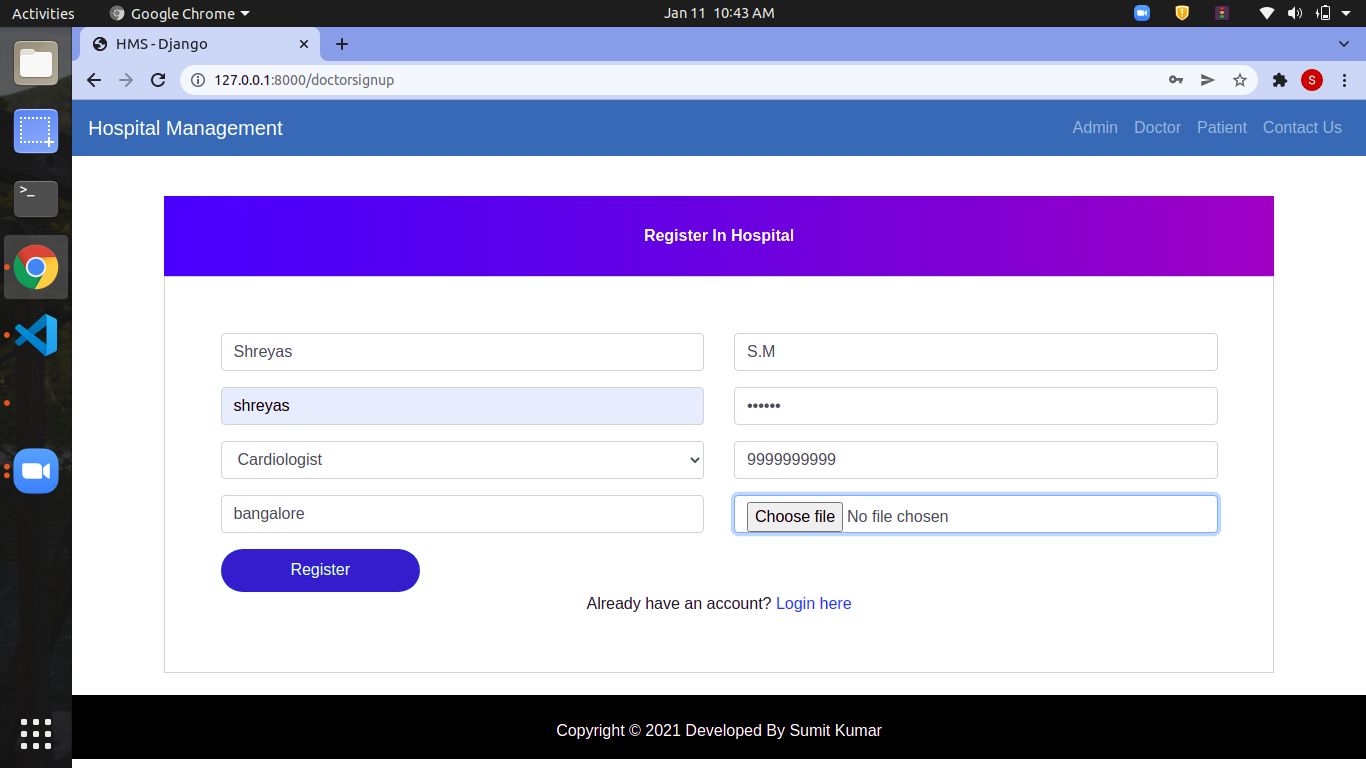 Activities Google Chrome Jan 11 10:43 AM
HMS - Django
127.0.0.1:8000/doctorsignup S
Hospital Management Admin Doctor Patient Contact Us
Register In Hospital
Shreyas S.M
shreyas ••••••
Cardiologist 9999999999
bangalore Choose file No file chosen
Register
Already have an account? Login here
Copyright © 2021 Developed By Sumit Kumar